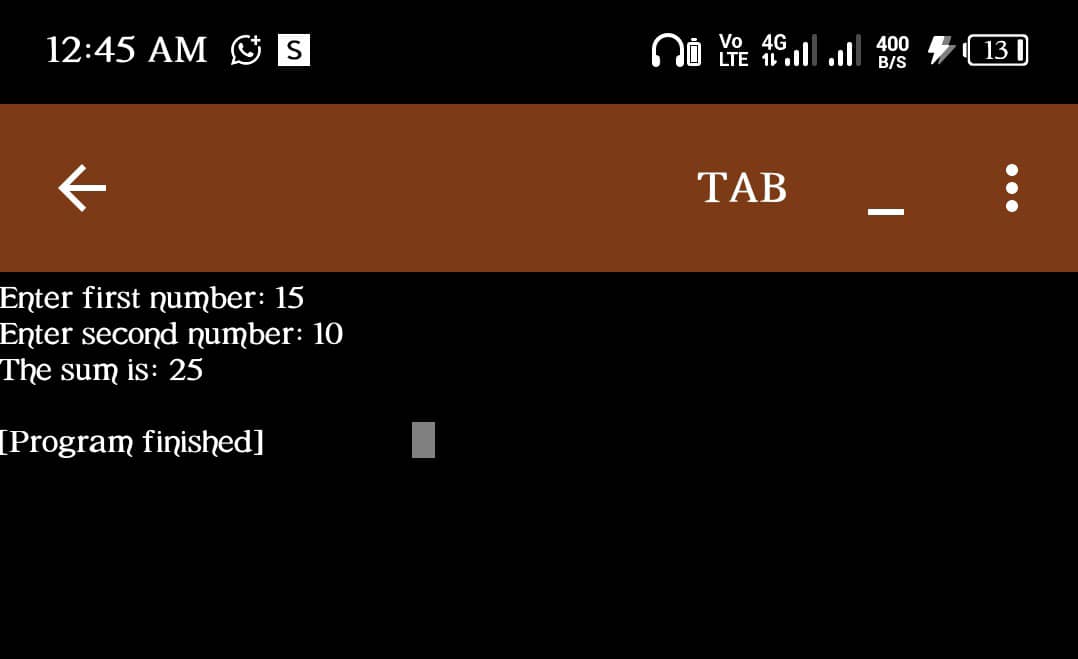 12:45 AM S Vo LTE 4G 400 B/S 13
TAB _
Enter first number: 15
Enter second number: 10
The sum is: 25
[Program finished]